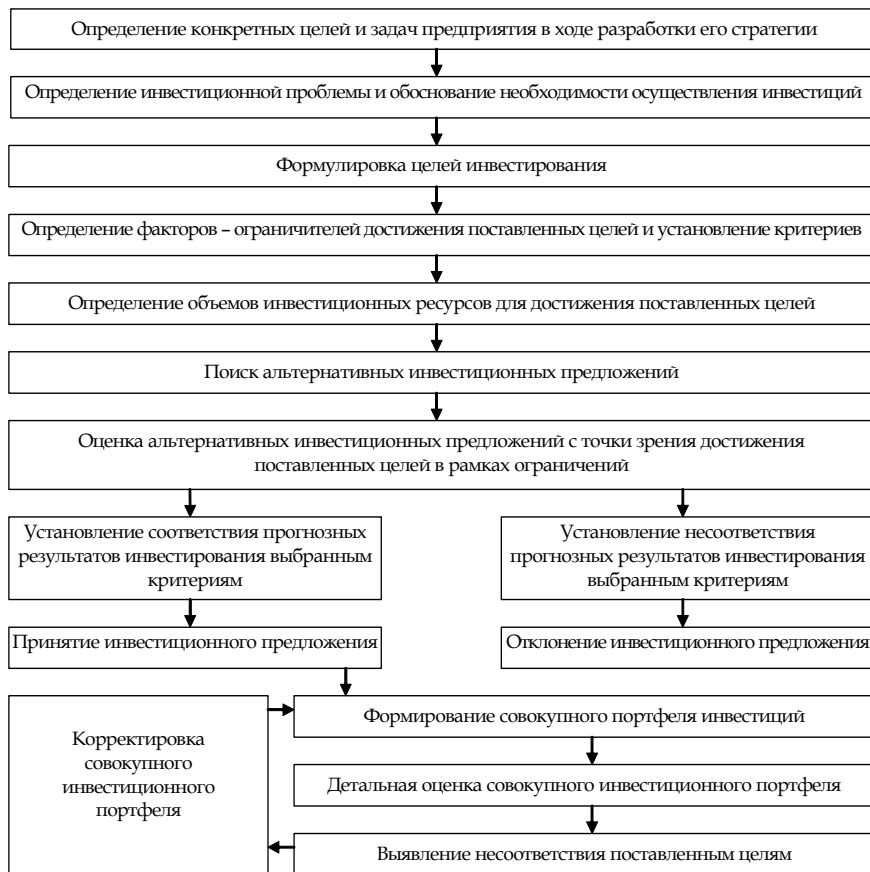 Определение конкретных целей и задач предприятия в ходе разработки его стратегии
Определение инвестиционной проблемы и обоснование необходимости осуществления инвестиций
Формулировка целей инвестирования
Определение факторов – ограничителей достижения поставленных целей и установление критериев
Определение объемов инвестиционных ресурсов для достижения поставленных целей
Поиск альтернативных инвестиционных предложений
Оценка альтернативных инвестиционных предложений с точки зрения достижения
поставленных целей в рамках ограничений
Установление соответствия прогнозных
результатов инвестирования выбранным
критериям
Установление несоответствия
прогнозных результатов инвестирования
выбранным критериям
Принятие инвестиционного предложения
Отклонение инвестиционного предложения
Корректировка
совокупного
инвестиционного
портфеля
Формирование совокупного портфеля инвестиций
Детальная оценка совокупного инвестиционного портфеля
Выявление несоответствия поставленным целям